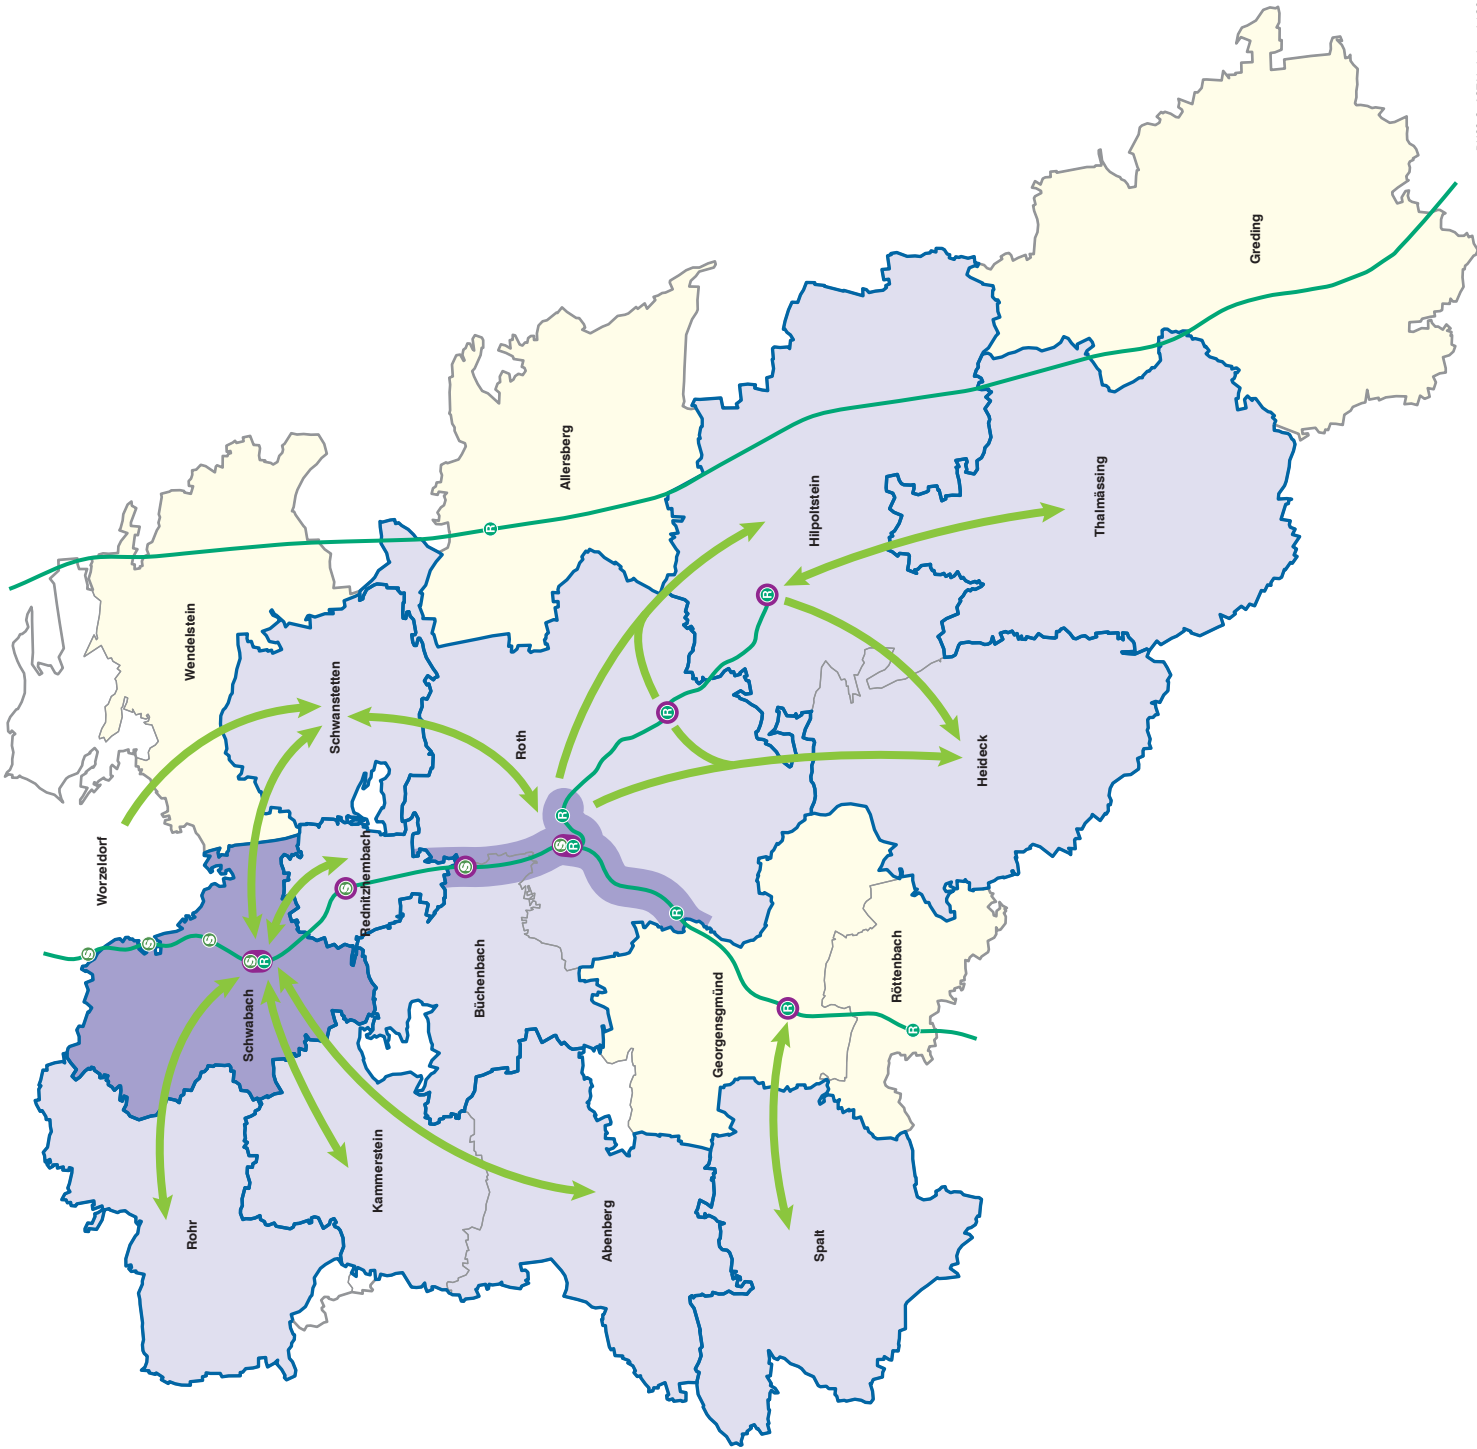 S
Worzeldorf
S
Wendelstein
Rohr
S
Schwabach
S
R
Schwanstetten
S
Rednitzhembach
Kammerstein
S
Büchenbach
R
Roth
S
R
R
Allersberg
Abenberg
R
R
Georgensgmünd
R
R
Spalt
Hilpoltstein
Röttenbach
R
Heideck
Thalmässing
Greding